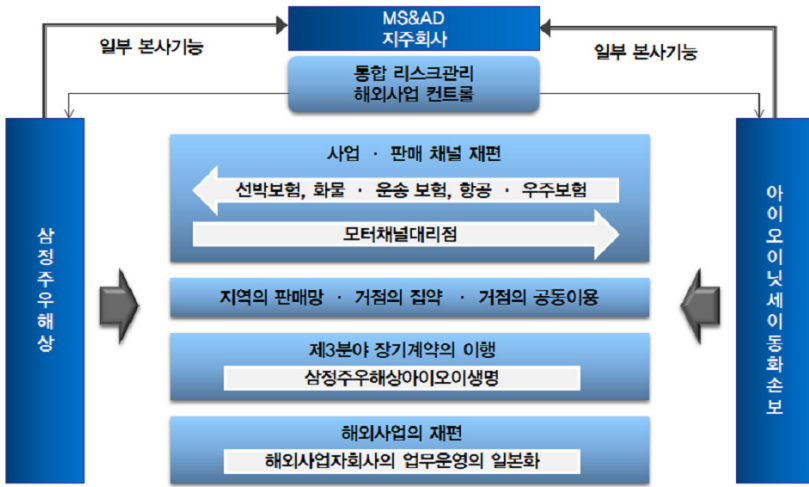 MS&AD
지주회사
일부 본사기능
일부 본사기능
통합 리스크관리
해외사업 컨트롤
삼정주우해상
사업 · 판매 채널 재편
선박보험, 화물 · 운송 보험, 항공 · 우주보험
모터채널대리점
지역의 판매망 · 거점의 집약 · 거점의 공동이용
제3분야 장기계약의 이행
삼정주우해상아이오이생명
해외사업의 재편
해외사업자회사의 업무운영의 일본화
아이오이닛세이동화손보